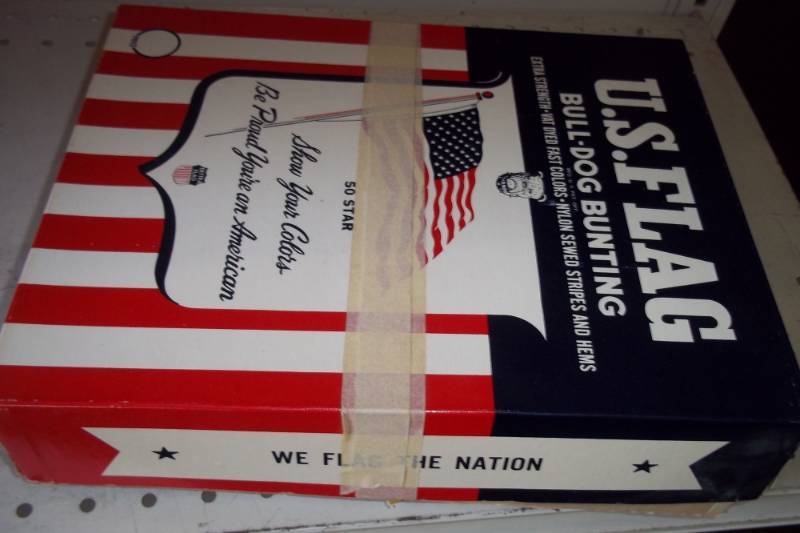 U.S. FLAG
BULL-DOG BUNTING
EXTRA STRENGTH • VAT DYED FAST COLORS • NYLON SEWED STRIPES AND HEMS
50 STAR
Show Your Colors-
Be Proud You're an American
WE FLAG THE NATION